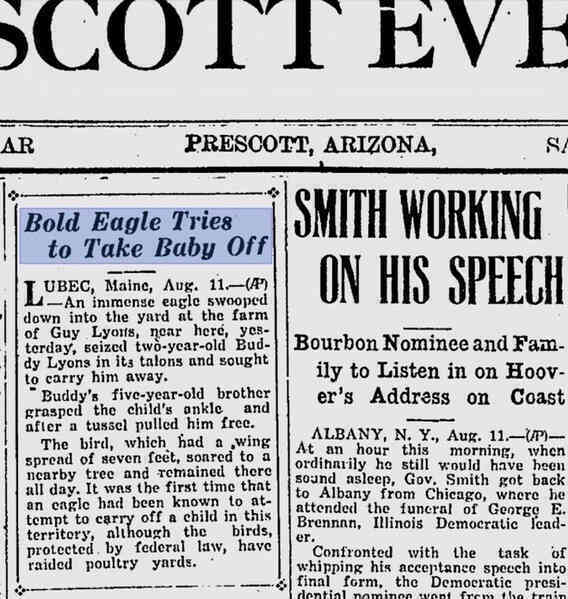 SCOTT EVE
AR
PRESCOTT, ARIZONA,
SA
Bold Eagle Tries
to Take Baby Off
LUBEC, Maine, Aug. 11.—(AP)
—An immense eagle swooped
down into the yard at the farm
of Guy Lyons, near here, yes-
terday, seized two-year-old Bud-
dy Lyons in its talons and sought
to carry him away.
Buddy's five-year-old brother
grasped the child's ankle and
after a tussel pulled him free.
The bird, which had a wing
spread of seven feet, soared to a
nearby tree and remained there
all day. It was the first time that
an eagle had been known to at-
tempt to carry off a child in this
territory, although the birds,
protected by federal law, have
raided poultry yards.
SMITH WORKING
ON HIS SPEECH
Bourbon Nominee and Fam-
ily to Listen in on Hoov-
er's Address on Coast
ALBANY, N. Y., Aug. 11.—(AP)—
At an hour this morning, when
ordinarily he still would have been
sound asleep, Gov. Smith got back
to Albany from Chicago, where he
attended the funeral of George E.
Brennan, Illinois Democratic lead-
er.
Confronted with the task of
whipping his acceptance speech into
final form, the Democratic presi-
dential nominee went from the train